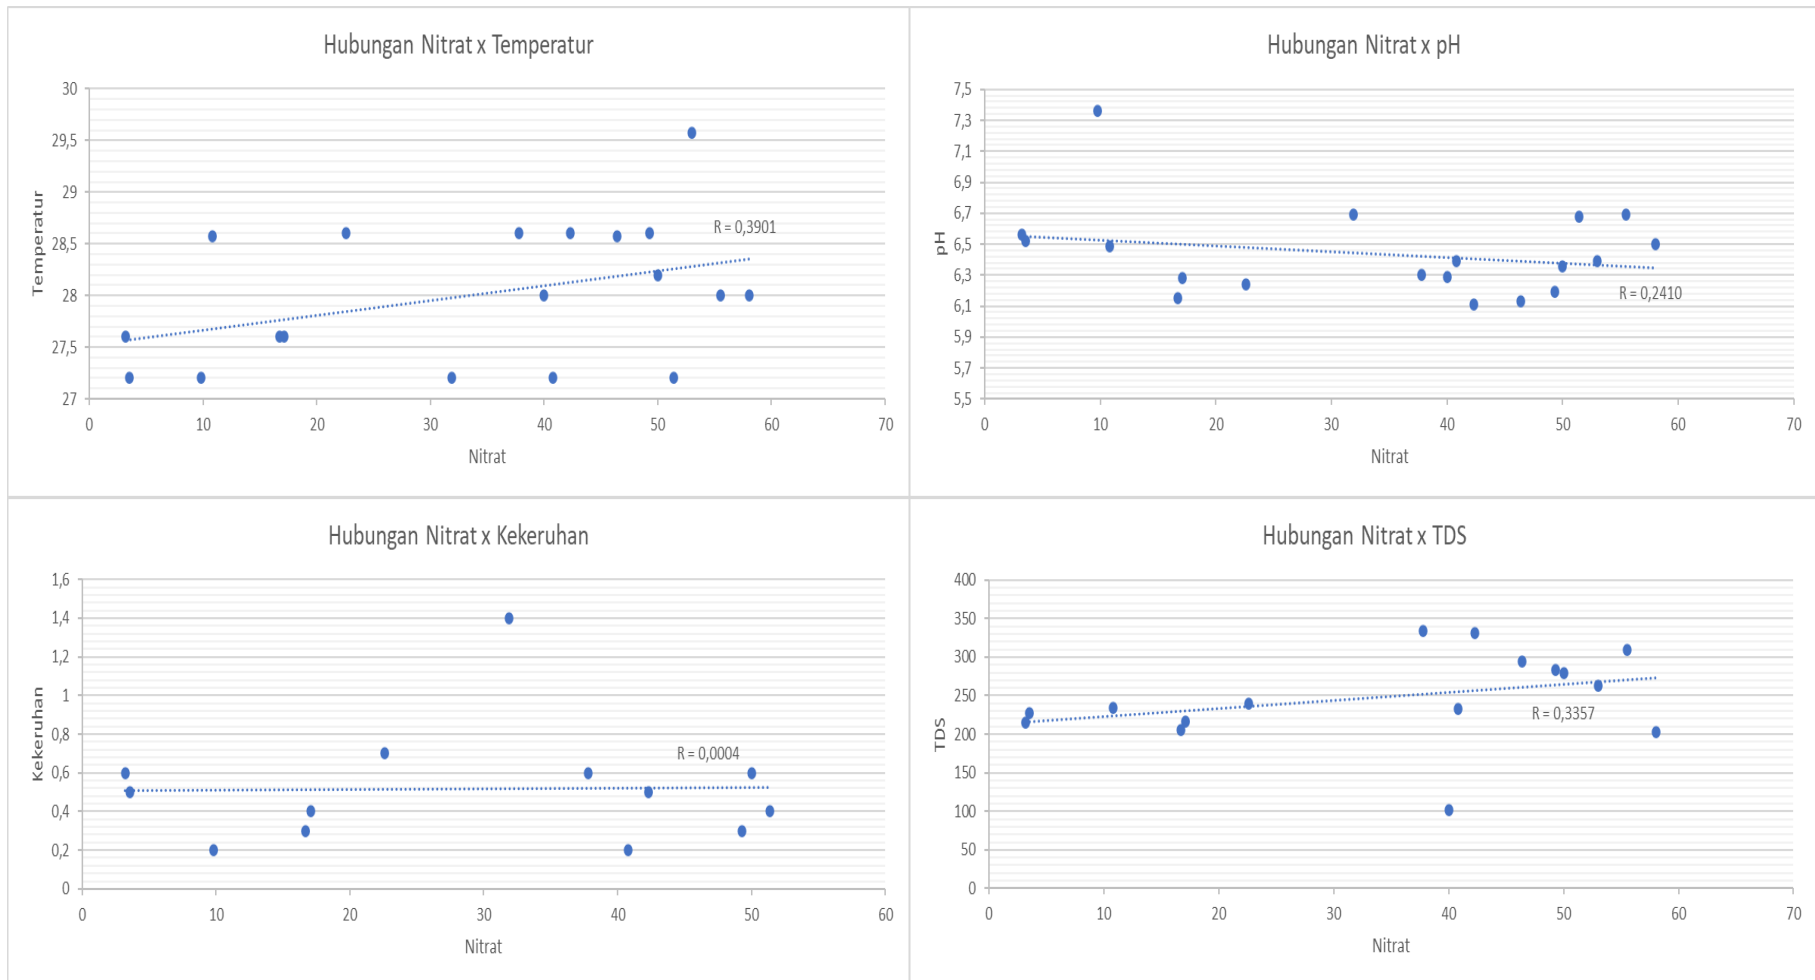 Hubungan Nitrat x Temperatur
30
29,5
29
28,5
28
27,5
27
Temperatur
R = 0,3901
0 10 20 30 40 50 60 70
Nitrat
Hubungan Nitrat x pH
7,5
7,3
7,1
6,9
6,7
6,5
6,3
6,1
5,9
5,7
5,5
pH
R = 0,2410
0 10 20 30 40 50 60 70
Nitrat
Hubungan Nitrat x Kekeruhan
1,6
1,4
1,2
1
0,8
0,6
0,4
0,2
0
Kekeruhan
R = 0,0004
0 10 20 30 40 50 60
Nitrat
Hubungan Nitrat x TDS
400
350
300
250
200
150
100
50
0
TDS
R = 0,3357
0 10 20 30 40 50 60 70
Nitrat